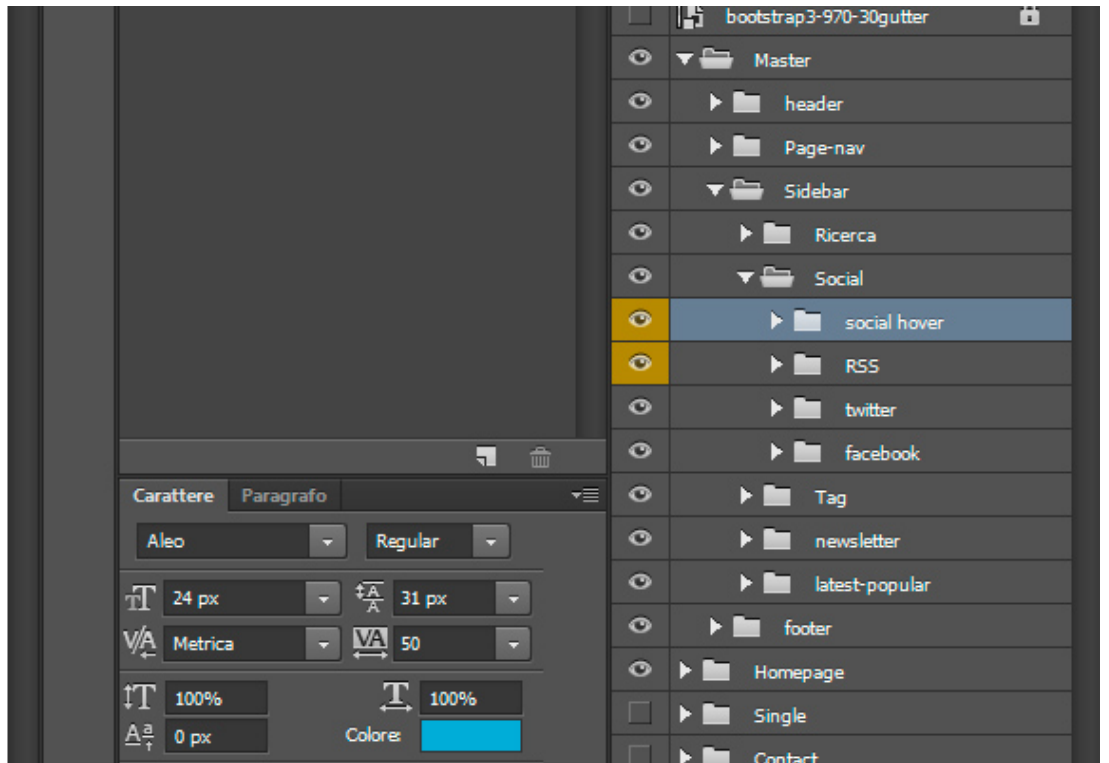 bootstrap3-970-30gutter
Master
header
Page-nav
Sidebar
Ricerca
Social
social hover
RSS
twitter
facebook
Tag
newsletter
latest-popular
footer
Homepage
Single
Contact
Carattere Paragrafo
Aleo Regular
24 px 31 px
Metrica 50
100% 100%
0 px Colore: